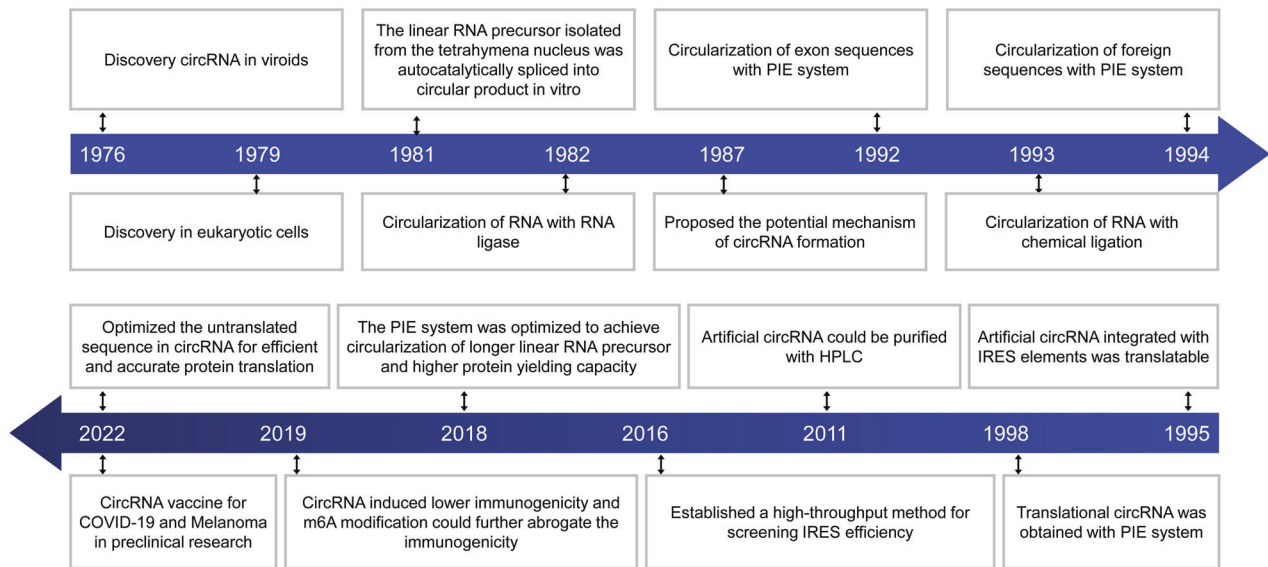 Discovery circRNA in viroids
The linear RNA precursor isolated
from the tetrahymena nucleus was
autocatalytically spliced into
circular product in vitro
Circularization of exon sequences
with PIE system
Circularization of foreign
sequences with PIE system
1976 1979 1981 1982 1987 1992 1993 1994
Discovery in eukaryotic cells
Circularization of RNA with RNA
ligase
Proposed the potential mechanism
of circRNA formation
Circularization of RNA with
chemical ligation
Optimized the untranslated
sequence in circRNA for efficient
and accurate protein translation
The PIE system was optimized to achieve
circularization of longer linear RNA precursor
and higher protein yielding capacity
Artificial circRNA could be purified
with HPLC
Artificial circRNA integrated with
IRES elements was translatable
2022 2019 2018 2016 2011 1998 1995
CircRNA vaccine for
COVID-19 and Melanoma
in preclinical research
CircRNA induced lower immunogenicity and
m6A modification could further abrogate the
immunogenicity
Established a high-throughput method for
screening IRES efficiency
Translational circRNA was
obtained with PIE system